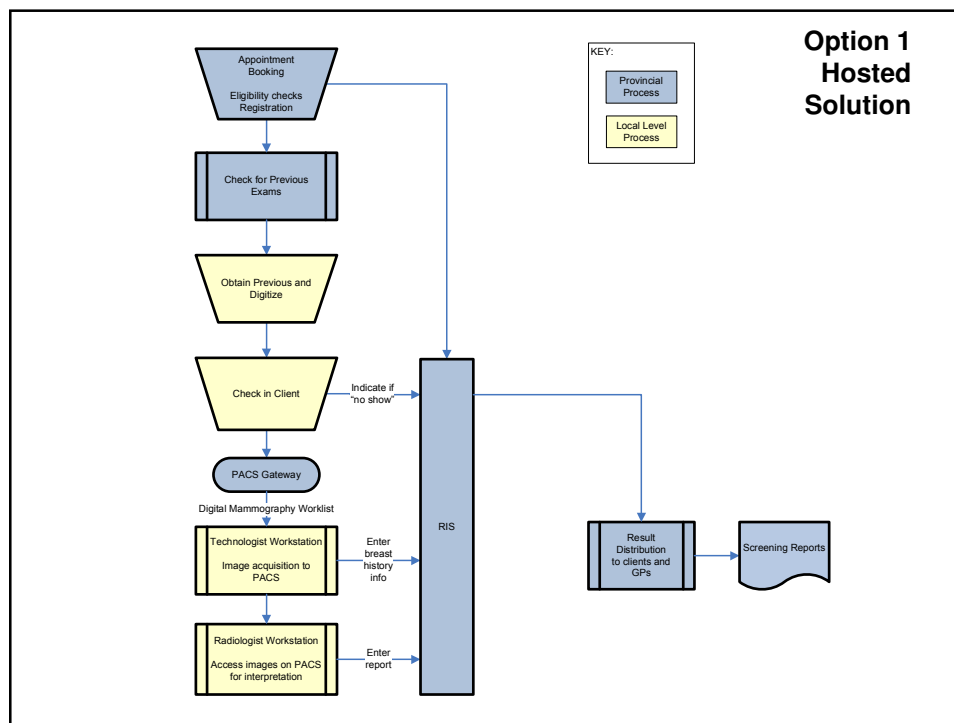 Option 1
Hosted
Solution
KEY:
Provincial
Process
Local Level
Process
Appointment
Booking
Eligibility checks
Registration
Check for Previous
Exams
Obtain Previous and
Digitize
Check in Client
Indicate if
“no show”
PACS Gateway
Digital Mammography Worklist
Technologist Workstation
Image acquisition to
PACS
Enter
breast
history
info
Radiologist Workstation
Access images on PACS
for interpretation
Enter
report
RIS
Result
Distribution
to clients and
GPs
Screening Reports